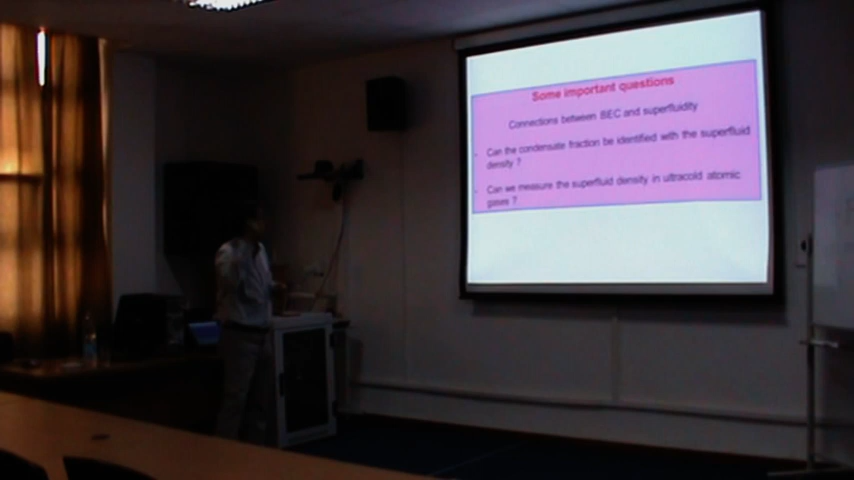 Some important questions
Connections between BEC and superfluidity
- Can the condensate fraction be identified with the superfluid
density ?
- Can we measure the superfluid density in ultracold atomic
gases ?